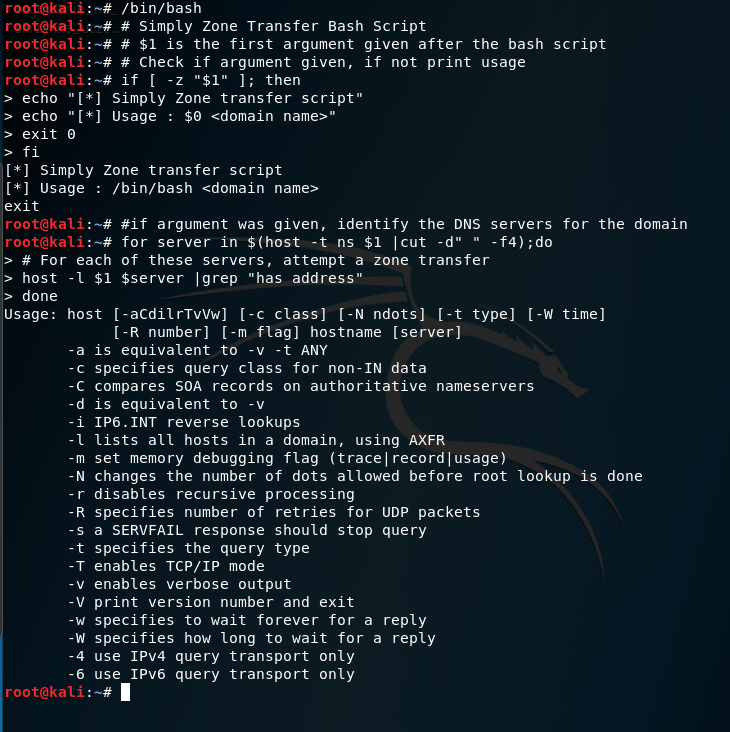 root@kali:~# /bin/bash
root@kali:~# # Simply Zone Transfer Bash Script
root@kali:~# # $1 is the first argument given after the bash script
root@kali:~# # Check if argument given, if not print usage
root@kali:~# if [ -z "$1" ]; then
> echo "[*] Simply Zone transfer script"
> echo "[*] Usage : $0 <domain name>"
> exit 0
> fi
[*] Simply Zone transfer script
[*] Usage : /bin/bash <domain name>
exit
root@kali:~# #if argument was given, identify the DNS servers for the domain
root@kali:~# for server in $(host -t ns $1 |cut -d" " -f4);do
> # For each of these servers, attempt a zone transfer
> host -l $1 $server |grep "has address"
> done
Usage: host [-aCdilrTvVw] [-c class] [-N ndots] [-t type] [-W time]
            [-R number] [-m flag] hostname [server]
       -a is equivalent to -v -t ANY
       -c specifies query class for non-IN data
       -C compares SOA records on authoritative nameservers
       -d is equivalent to -v
       -i IP6.INT reverse lookups
       -l lists all hosts in a domain, using AXFR
       -m set memory debugging flag (trace|record|usage)
       -N changes the number of dots allowed before root lookup is done
       -r disables recursive processing
       -R specifies number of retries for UDP packets
       -s a SERVFAIL response should stop query
       -t specifies the query type
       -T enables TCP/IP mode
       -v enables verbose output
       -V print version number and exit
       -w specifies to wait forever for a reply
       -W specifies how long to wait for a reply
       -4 use IPv4 query transport only
       -6 use IPv6 query transport only
root@kali:~#